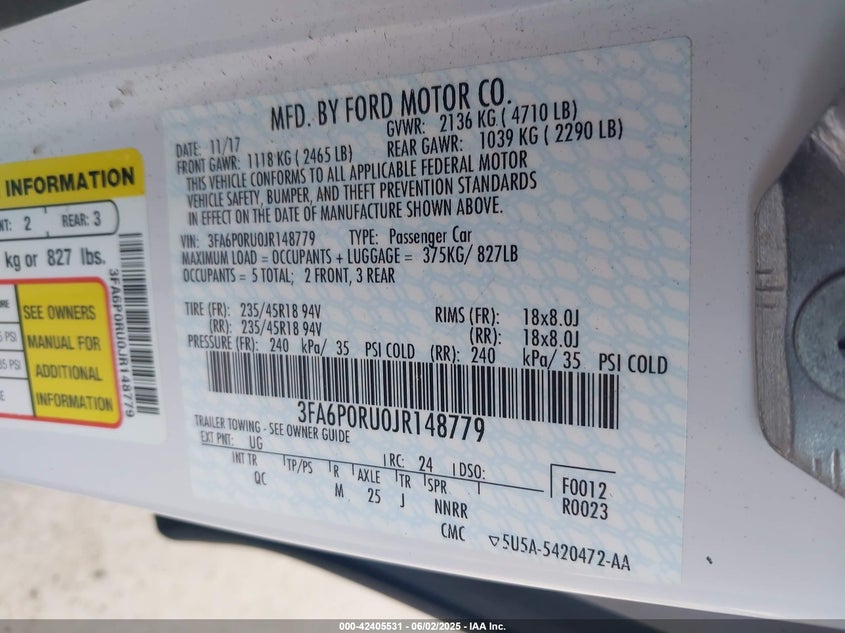 MFD. BY FORD MOTOR CO.
DATE: 11/17 GVWR: 2136 KG ( 4710 LB)
FRONT GAWR: 1118 KG ( 2465 LB) REAR GAWR: 1039 KG ( 2290 LB)
THIS VEHICLE CONFORMS TO ALL APPLICABLE FEDERAL MOTOR
VEHICLE SAFETY, BUMPER, AND THEFT PREVENTION STANDARDS
IN EFFECT ON THE DATE OF MANUFACTURE SHOWN ABOVE.
VIN: 3FA6P0RU0JR148779 TYPE: Passenger Car
MAXIMUM LOAD = OCCUPANTS + LUGGAGE = 375KG/ 827LB
OCCUPANTS = 5 TOTAL; 2 FRONT, 3 REAR
TIRE (FR): 235/45R18 94V RIMS (FR): 18x8.0J
(RR): 235/45R18 94V (RR): 18x8.0J
PRESSURE (FR): 240 kPa/ 35 PSI COLD (RR): 240 kPa/ 35 PSI COLD
3FA6P0RU0JR148779
TRAILER TOWING - SEE OWNER GUIDE
EXT PNT: UG RC: 24 DSO:
INT TR TP/PS R AXLE TR SPR
QC M 25 J NNRR
CMC
F0012
R0023
▽5U5A-5420472-AA
INFORMATION
NT: 2 REAR: 3
kg or 827 lbs.
SEE OWNERS
MANUAL FOR
ADDITIONAL
INFORMATION
PSI
35 PSI
3FA6P0RU0JR148779
000-42405531 - 06/02/2025 - IAA Inc.